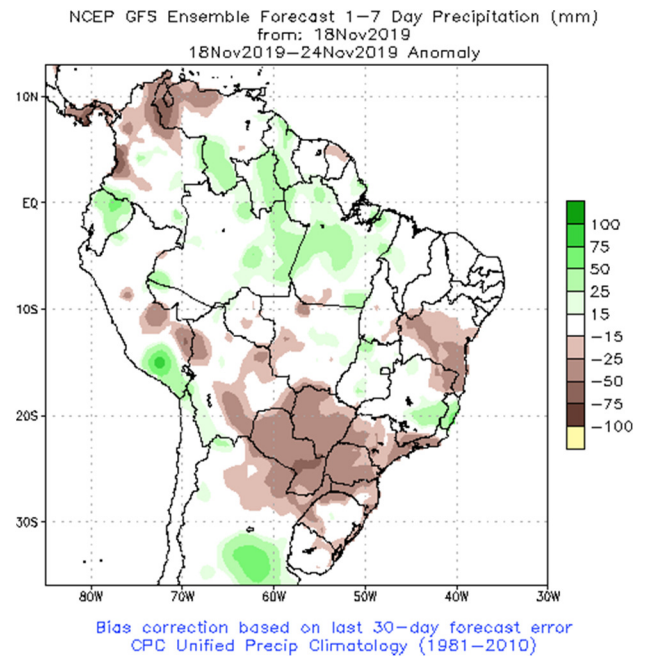 NCEP GFS Ensemble Forecast 1−7 Day Precipitation (mm)
from: 18Nov2019
18Nov2019−24Nov2019 Anomaly
10N
EQ
10S
20S
30S
80W 70W 60W 50W 40W 30W
100
75
50
25
15
−15
−25
−50
−75
−100
Bias correction based on last 30−day forecast error
CPC Unified Precip Climatology (1981−2010)